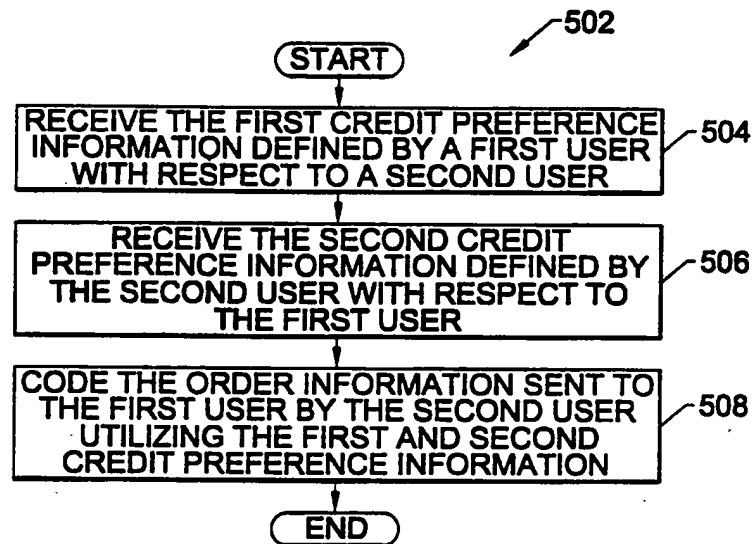 502
START
RECEIVE THE FIRST CREDIT PREFERENCE
INFORMATION DEFINED BY A FIRST USER
WITH RESPECT TO A SECOND USER
504
RECEIVE THE SECOND CREDIT
PREFERENCE INFORMATION DEFINED BY
THE SECOND USER WITH RESPECT TO
THE FIRST USER
506
CODE THE ORDER INFORMATION SENT TO
THE FIRST USER BY THE SECOND USER
UTILIZING THE FIRST AND SECOND
CREDIT PREFERENCE INFORMATION
508
END